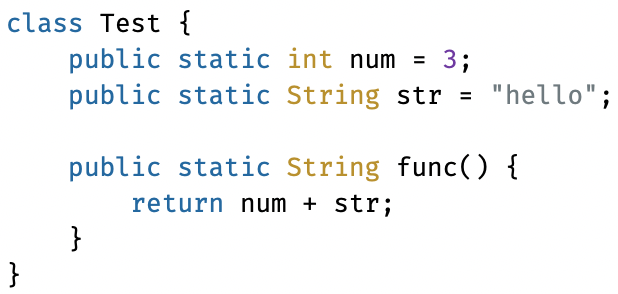 class Test {
    public static int num = 3;
    public static String str = "hello";

    public static String func() {
        return num + str;
    }
}